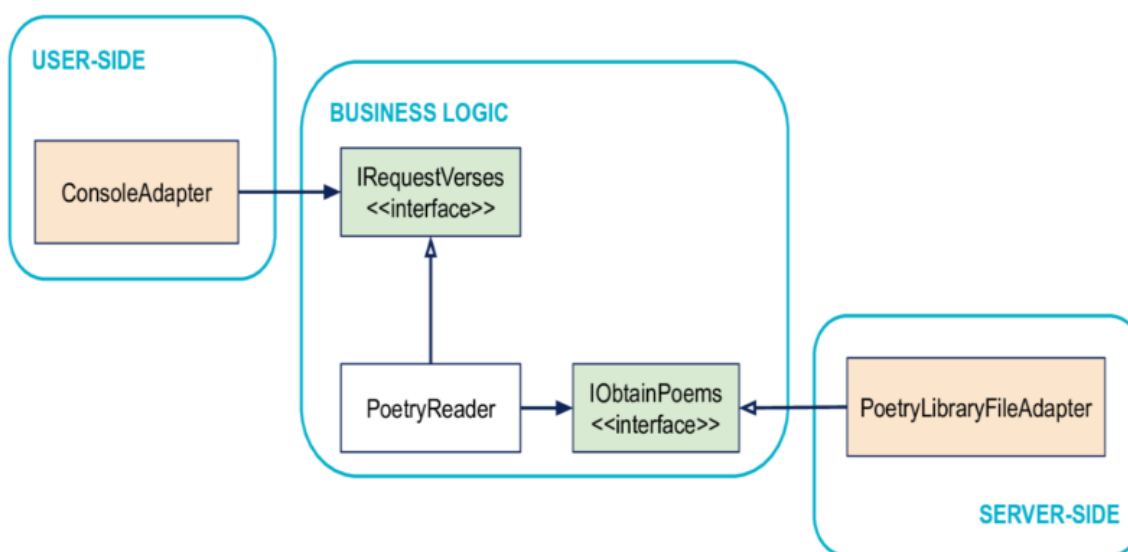 USER-SIDE
ConsoleAdapter
BUSINESS LOGIC
IRequestVerses
<<interface>>
PoetryReader
IObtainPoems
<<interface>>
PoetryLibraryFileAdapter
SERVER-SIDE